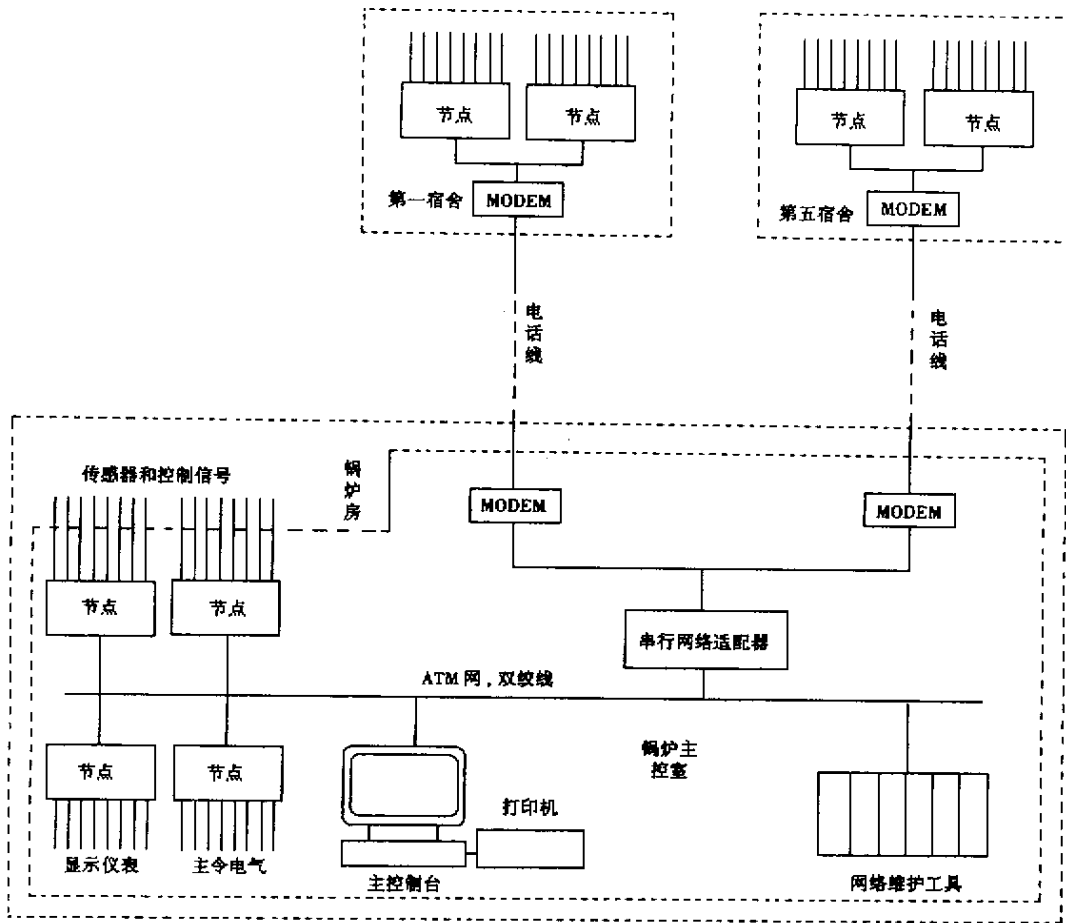 节点
节点
节点
节点
第一宿舍
MODEM
第五宿舍
MODEM
电话线
电话线
传感器和控制信号
锅炉房
MODEM
MODEM
节点
节点
串行网络适配器
ATM 网，双绞线
节点
节点
锅炉主
控室
打印机
显示仪表
主令电气
主控制台
网络维护工具